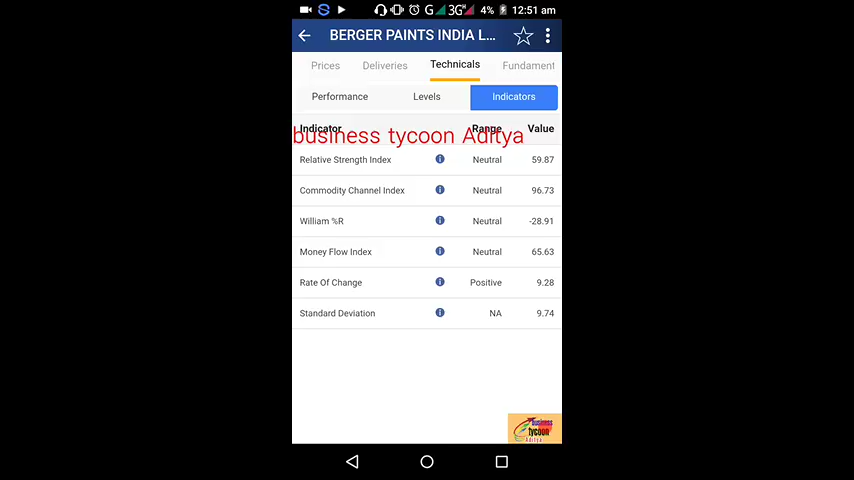 G 3G H 4% 12:51 am
BERGER PAINTS INDIA L...
Prices Deliveries Technicals Fundament
Performance Levels Indicators
Indicator Range Value
business tycoon Aditya
Relative Strength Index Neutral 59.87
Commodity Channel Index Neutral 96.73
William %R Neutral -28.91
Money Flow Index Neutral 65.63
Rate Of Change Positive 9.28
Standard Deviation NA 9.74
business
tycoon
Aditya